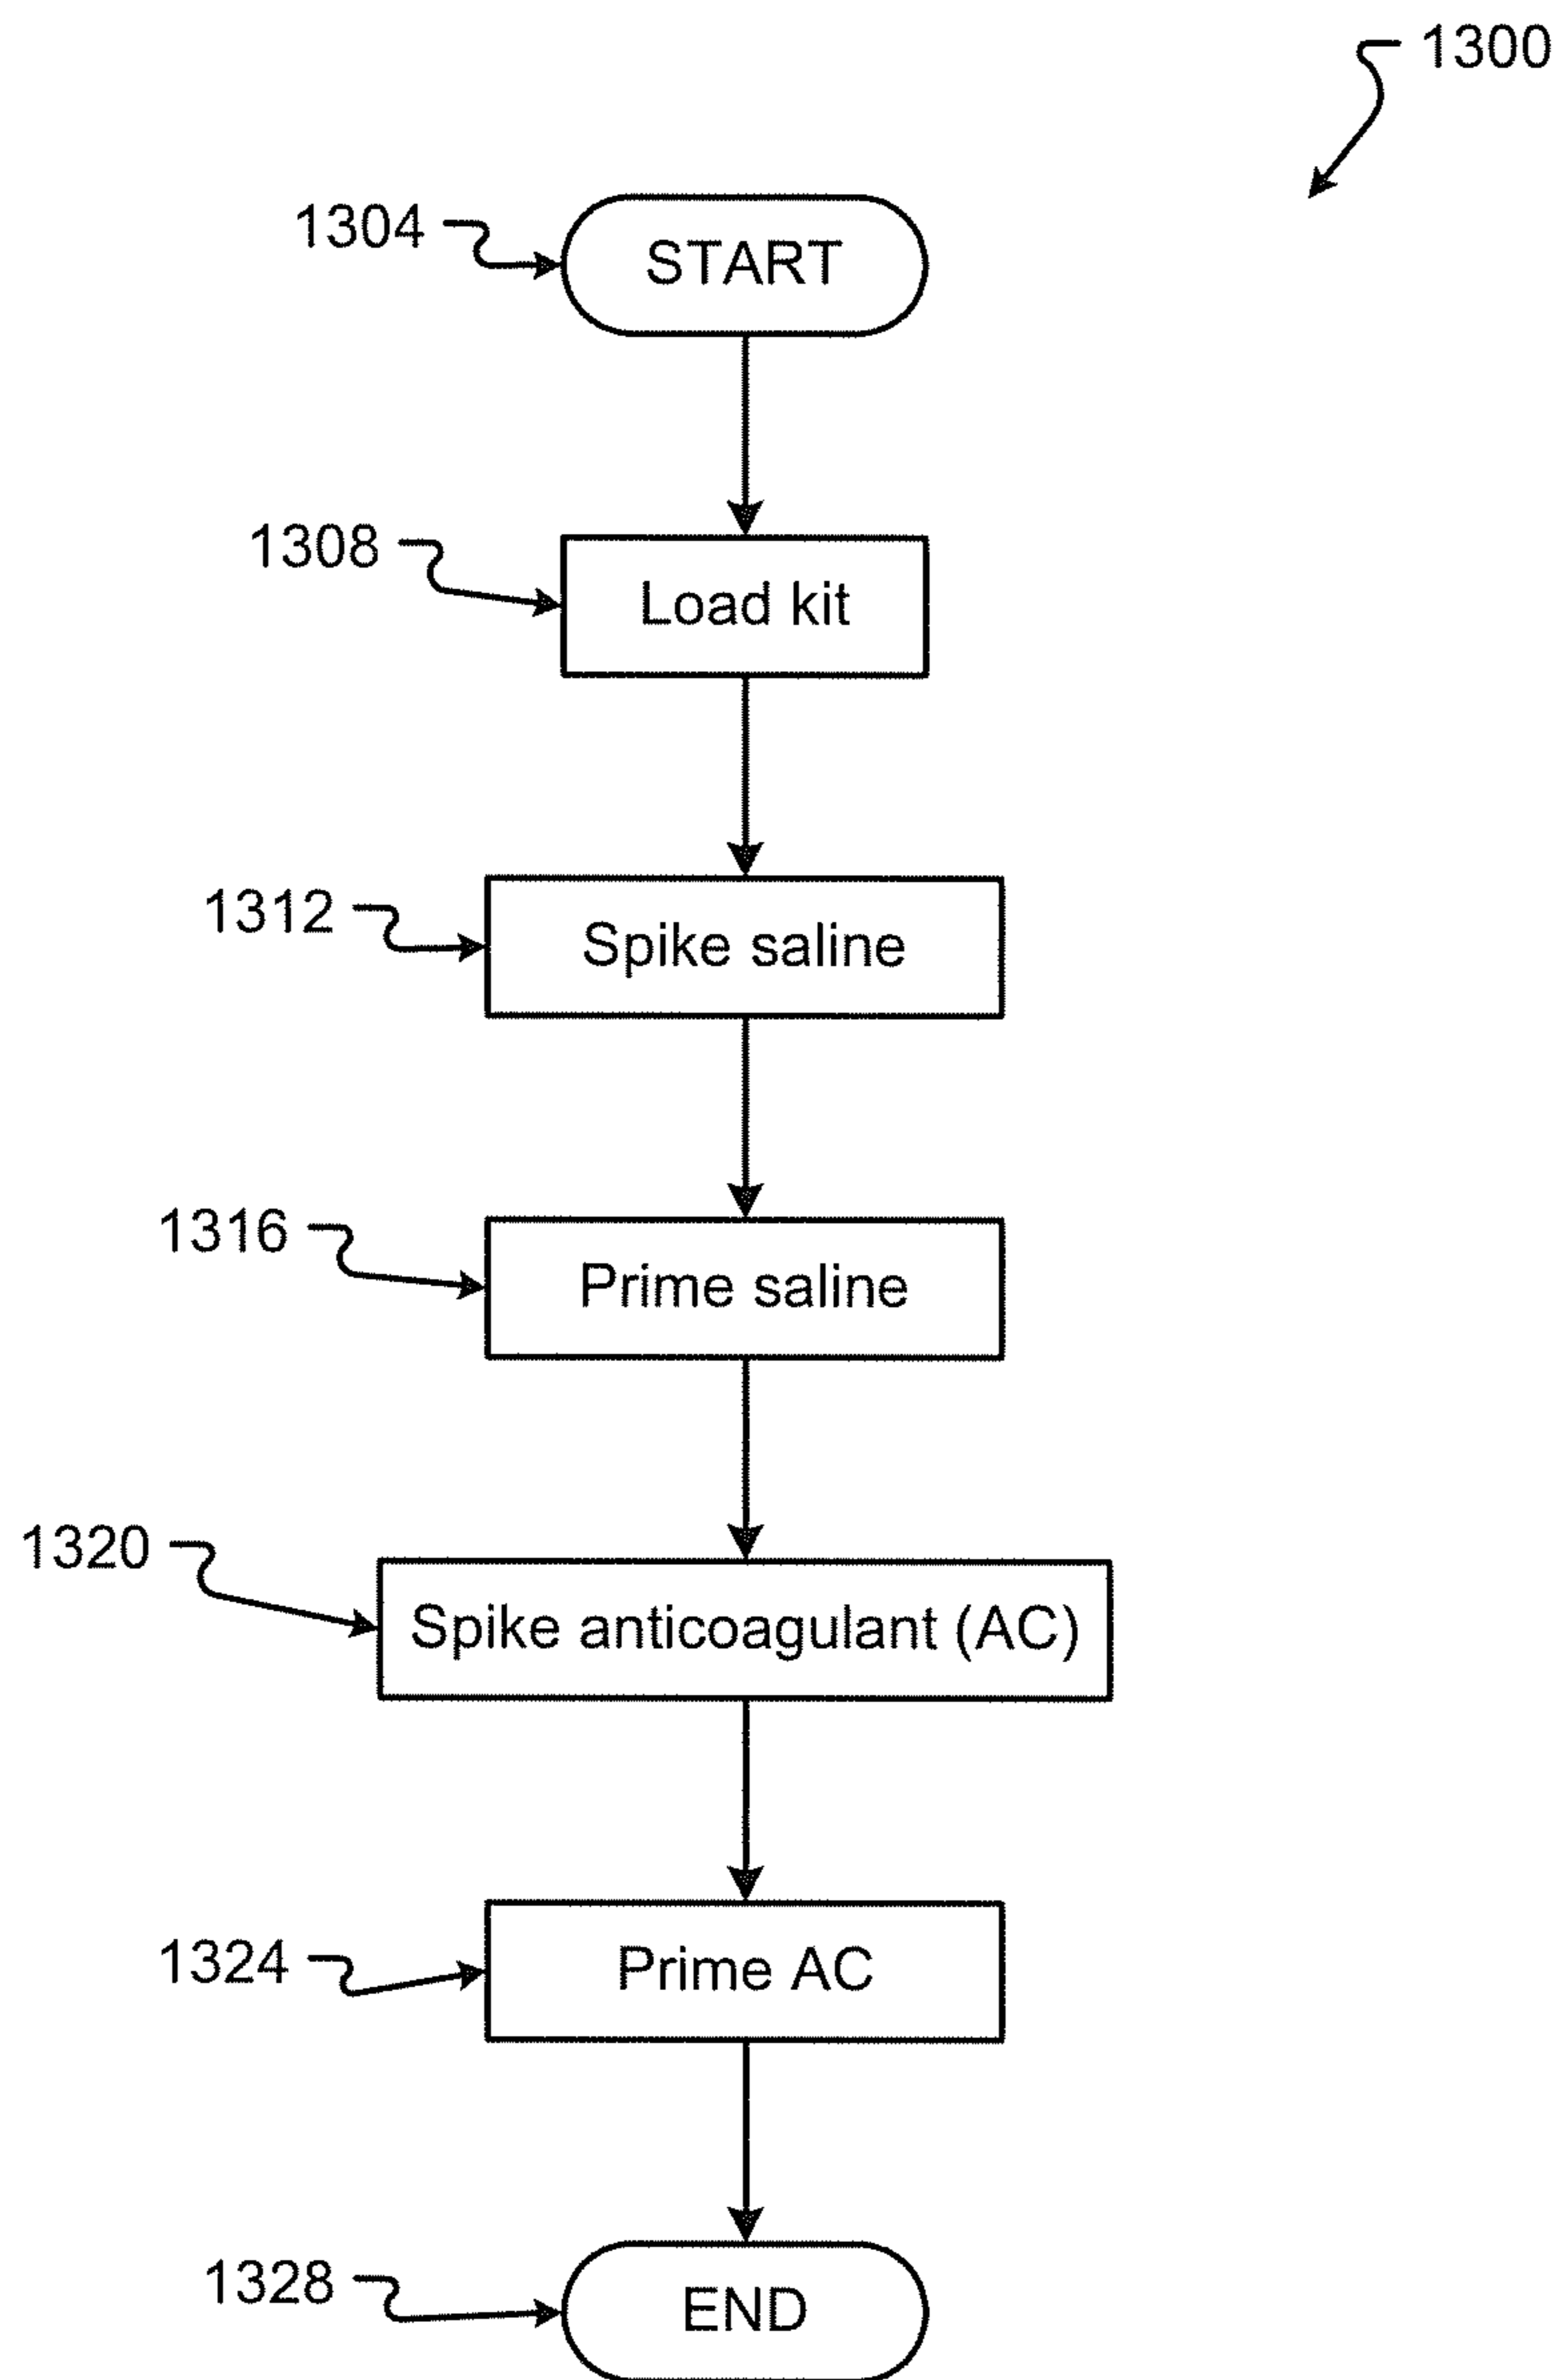 1300
1304
START
1308
Load kit
1312
Spike saline
1316
Prime saline
1320
Spike anticoagulant (AC)
1324
Prime AC
1328
END